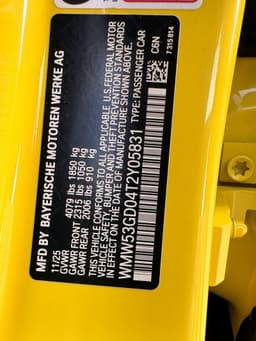 MFD BY BAYERISCHE MOTOREN WERKE AG
11/25
GVWR 4079 lbs 1850 kg
GAWR FRONT 2315 lbs 1050 kg
GAWR REAR 2006 lbs 910 kg
THIS VEHICLE CONFORMS TO ALL APPLICABLE U.S.FEDERAL MOTOR
VEHICLE SAFETY, BUMPER AND THEFT PREVENTION STANDARDS
IN EFFECT ON THE DATE OF MANUFACTURE SHOWN ABOVE.
WMW53GD04T2Y05831 TYPE: PASSENGER CAR
C6N
7 315 814